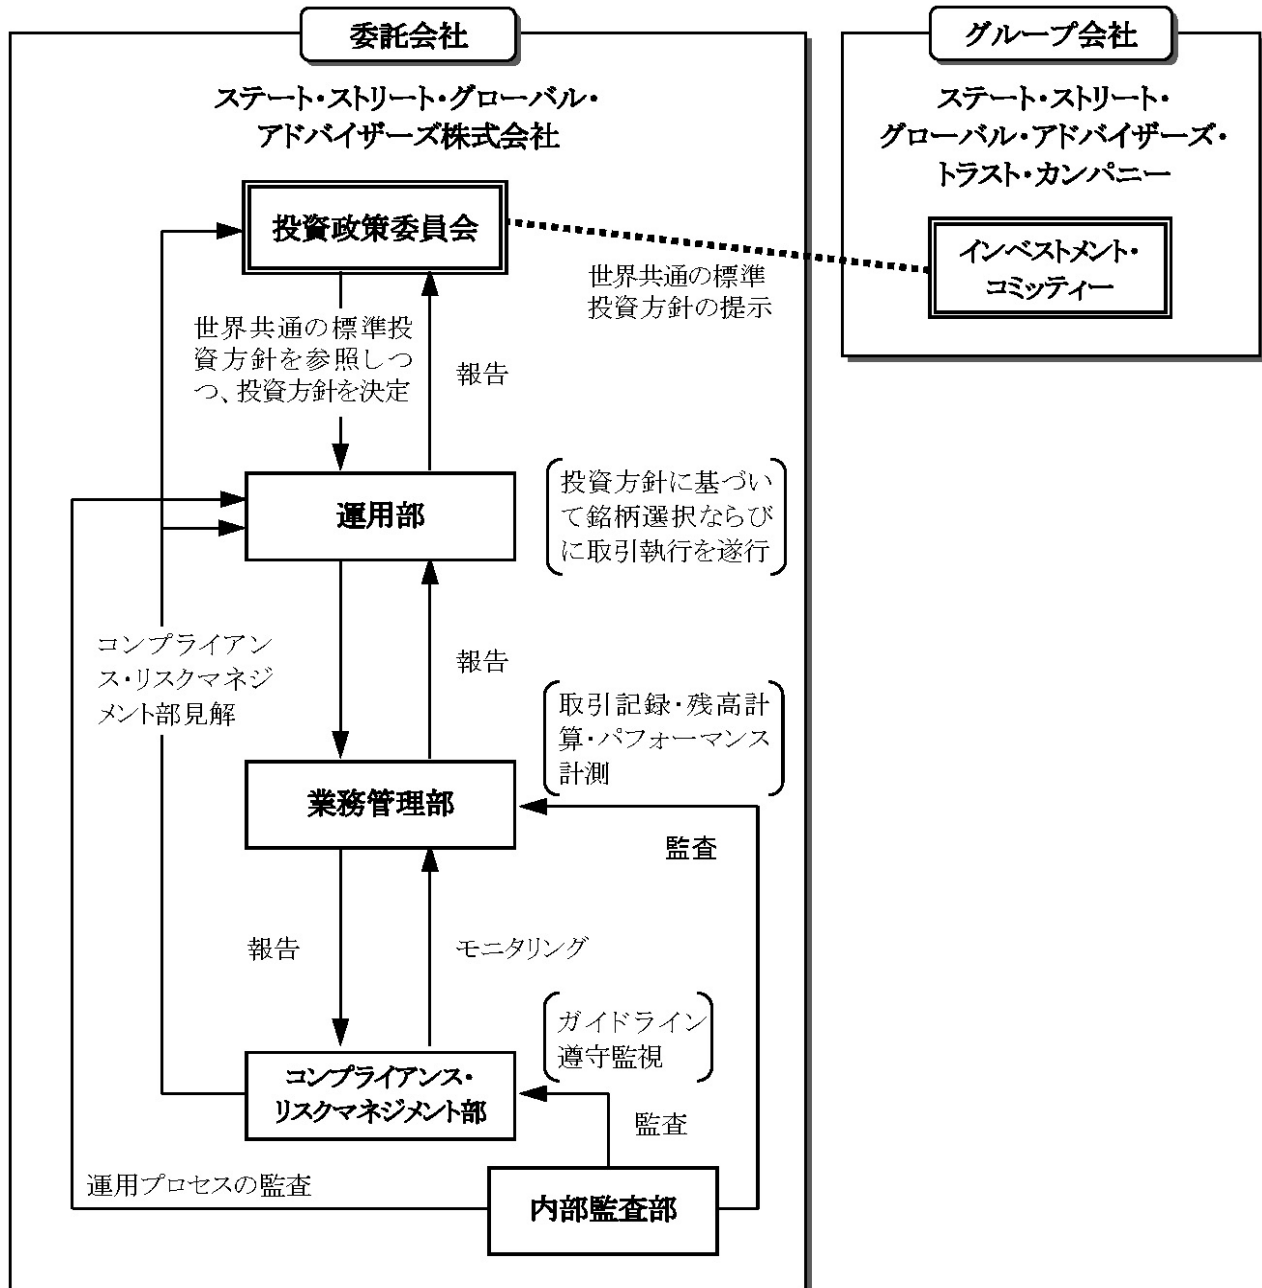 委託会社
ステート・ストリート・グローバル・
アドバイザーズ株式会社
投資政策委員会
世界共通の標準投
資方針を参照しつ
つ、投資方針を決定
報告
世界共通の標準
投資方針の提示
グループ会社
ステート・ストリート・
グローバル・アドバイザーズ・
トラスト・カンパニー
インベストメント・
コミッティー
運用部
投資方針に基づい
て銘柄選択ならび
に取引執行を遂行
コンプライアン
ス・リスクマネジ
メント部見解
報告
取引記録・残高計
算・パフォーマンス
計測
業務管理部
監査
報告
モニタリング
ガイドライン
遵守監視
コンプライアンス・
リスクマネジメント部
監査
運用プロセスの監査
内部監査部